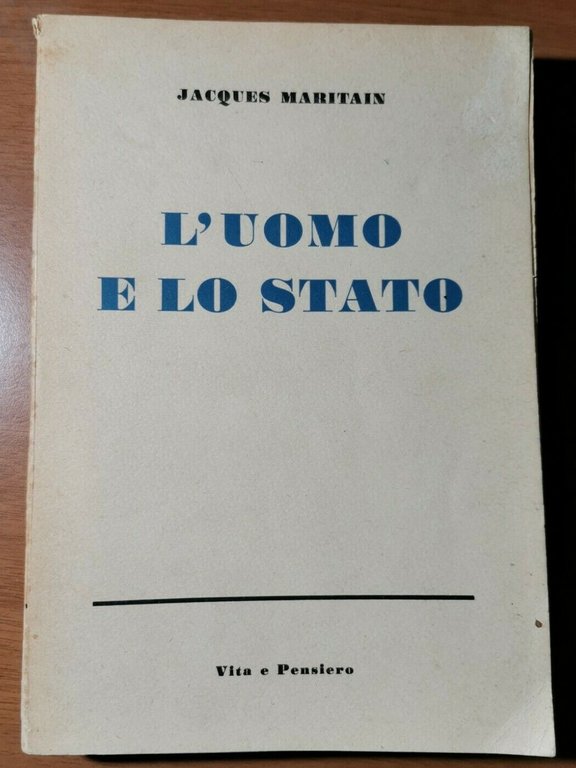 JACQUES MARITAIN
L'UOMO
E LO STATO
Vita e Pensiero